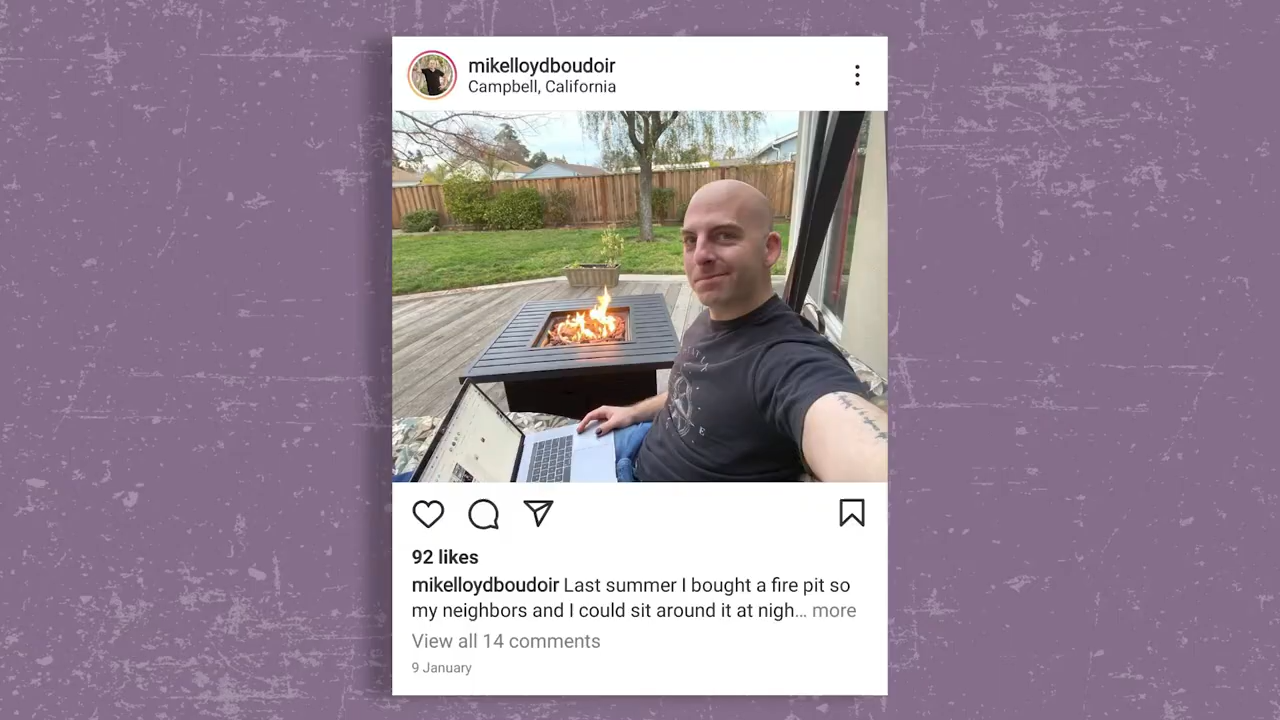 mikelloydboudoir
Campbell, California
92 likes
mikelloydboudoir Last summer I bought a fire pit so
my neighbors and I could sit around it at nigh... more
View all 14 comments
9 January